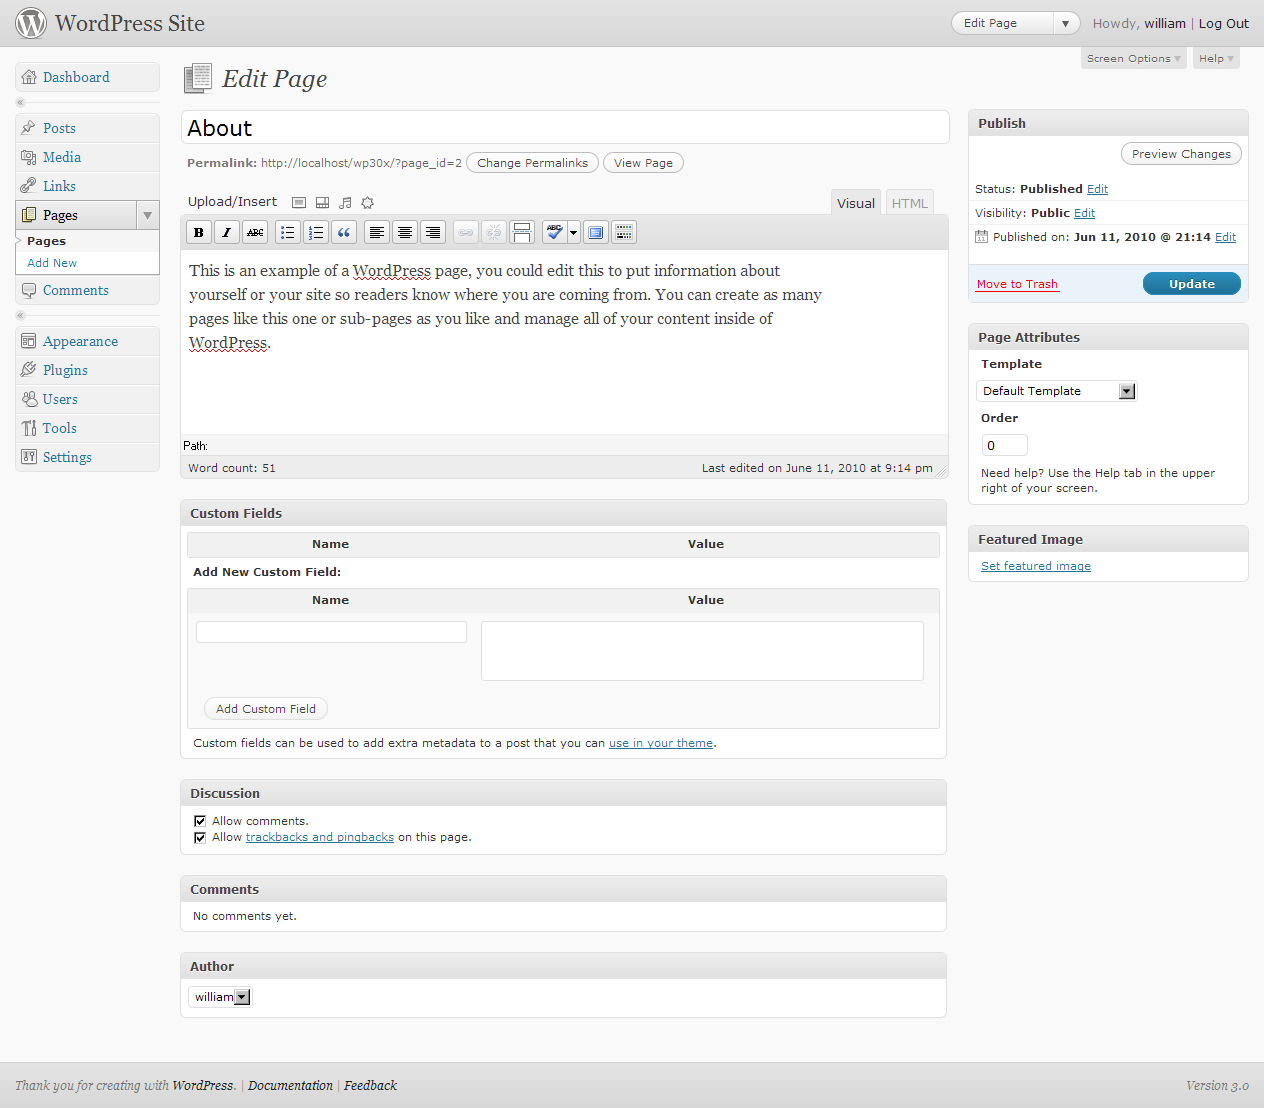 WordPress Site
Edit Page
Howdy, william | Log Out
Screen Options
Help
Dashboard
Posts
Media
Links
Pages
Pages
Add New
Comments
Appearance
Plugins
Users
Tools
Settings
Edit Page
About
Permalink: http://localhost/wp30x/?page_id=2 Change Permalinks View Page
Upload/Insert
Visual HTML
B I ABC ABC
This is an example of a WordPress page, you could edit this to put information about
yourself or your site so readers know where you are coming from. You can create as many
pages like this one or sub-pages as you like and manage all of your content inside of
WordPress.
Path:
Word count: 51 Last edited on June 11, 2010 at 9:14 pm
Custom Fields
Name Value
Add New Custom Field:
Name Value
Add Custom Field
Custom fields can be used to add extra metadata to a post that you can use in your theme.
Discussion
Allow comments.
Allow trackbacks and pingbacks on this page.
Comments
No comments yet.
Author
william
Publish
Preview Changes
Status: Published Edit
Visibility: Public Edit
Published on: Jun 11, 2010 @ 21:14 Edit
Move to Trash Update
Page Attributes
Template
Default Template
Order
0
Need help? Use the Help tab in the upper
right of your screen.
Featured Image
Set featured image
Thank you for creating with WordPress. | Documentation | Feedback
Version 3.0